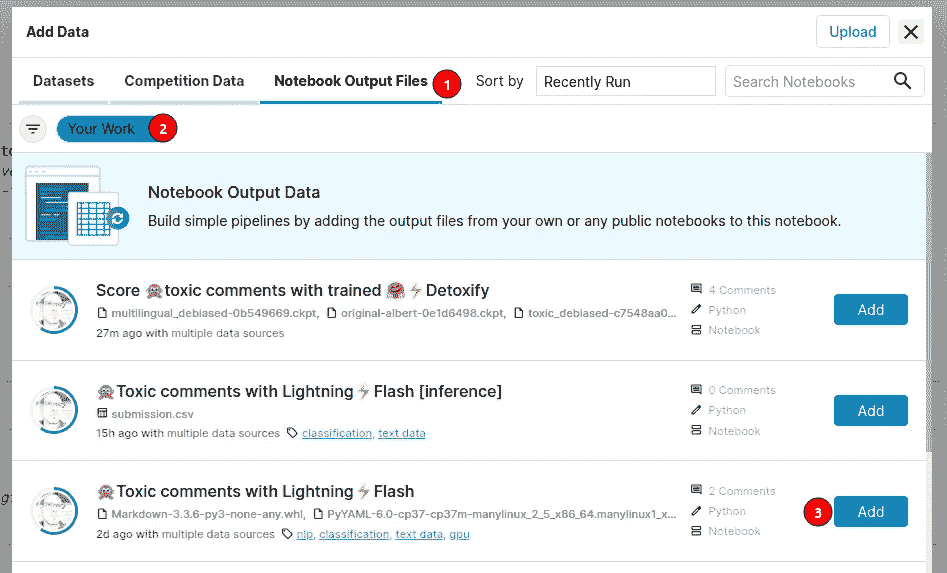 Add Data
Upload
Datasets
Competition Data
Notebook Output Files
1
Sort by
Recently Run
Search Notebooks
Your Work
2
Notebook Output Data
Build simple pipelines by adding the output files from your own or any public notebooks to this notebook.
Score ☠️toxic comments with trained 🤗⚡Detoxify
multilingual_debiased-0b549669.ckpt, original-albert-0e1d6498.ckpt, toxic_debiased-c7548aa0...
27m ago with multiple data sources
4 Comments
Python
Notebook
Add
☠️Toxic comments with Lightning⚡Flash [inference]
submission.csv
15h ago with multiple data sources classification, text data
0 Comments
Python
Notebook
Add
☠️Toxic comments with Lightning⚡Flash
Markdown-3.3.6-py3-none-any.whl, PyYAML-6.0-cp37-cp37m-manylinux_2_5_x86_64.manylinux1_x...
2d ago with multiple data sources nlp, classification, text data, gpu
2 Comments
Python
Notebook
3
Add